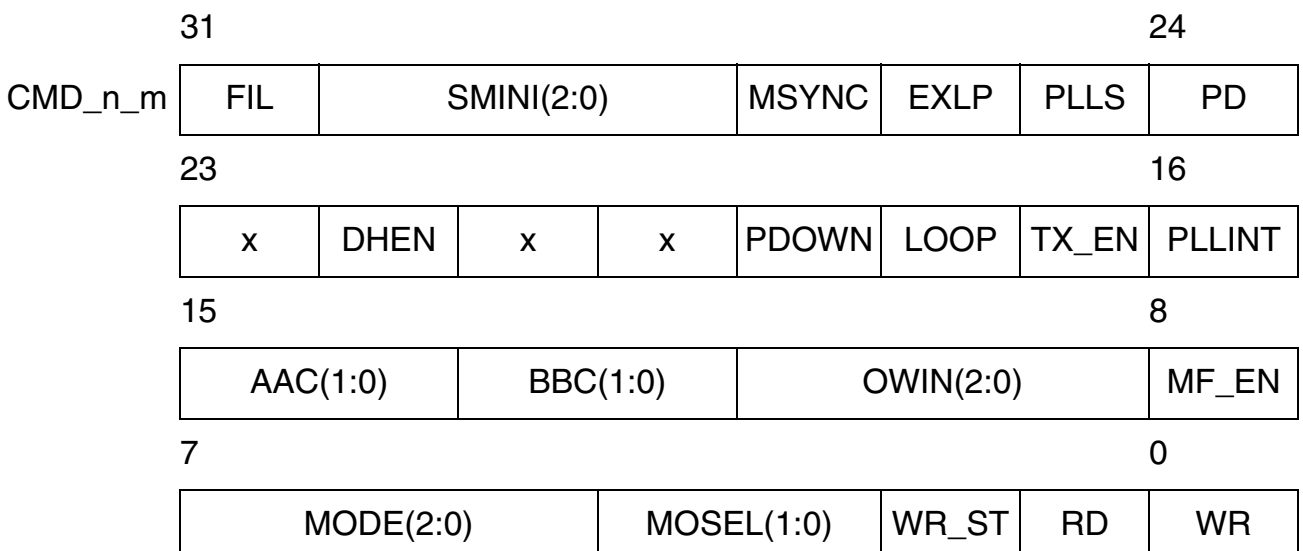 31 24
CMD_n_m FIL SMINI(2:0) MSYNC EXLP PLLS PD
23 16
x DHEN x x PDOWN LOOP TX_EN PLLINT
15 8
AAC(1:0) BBC(1:0) OWIN(2:0) MF_EN
7 0
MODE(2:0) MOSEL(1:0) WR_ST RD WR